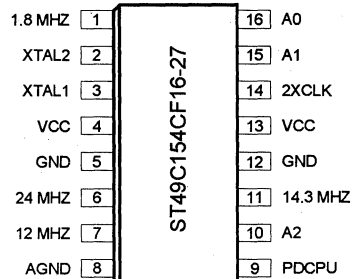 1.8 MHZ 1 16 A0
XTAL2 2 15 A1
XTAL1 3 14 2XCLK
VCC 4 13 VCC
GND 5 12 GND
24 MHZ 6 11 14.3 MHZ
12 MHZ 7 10 A2
AGND 8 9 PDCPU
ST49C154CF16-27